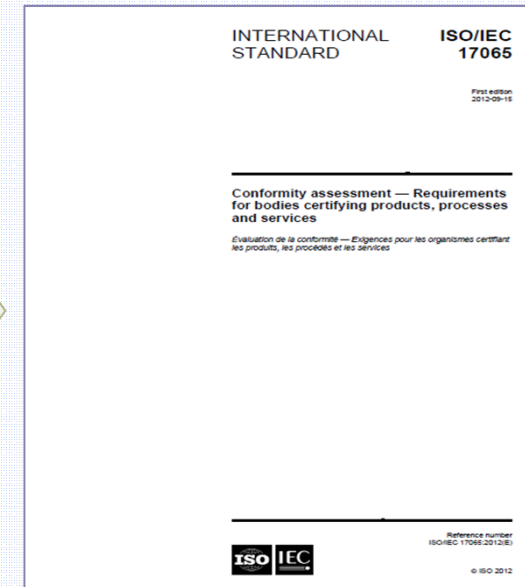 INTERNATIONAL
STANDARD
ISO/IEC
17065
First edition
2012-09-15
Conformity assessment — Requirements
for bodies certifying products, processes
and services
Évaluation de la conformité — Exigences pour les organismes certifiant
les produits, les procédés et les services
ISO IEC
Reference number
ISO/IEC 17065:2012(E)
© ISO 2012